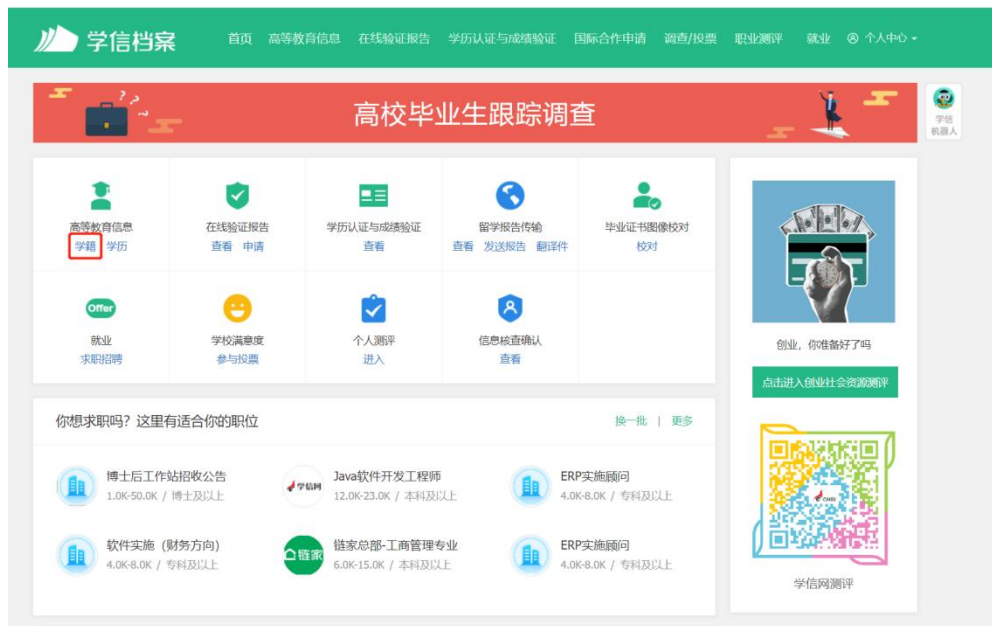 学信档案
首页 高等教育信息 在线验证报告 学历认证与成绩验证 国际合作申请 调查/投票 职业测评 就业 个人中心
高校毕业生跟踪调查
学信
机器人
高等教育信息
学籍 学历
在线验证报告
查看 申请
学历认证与成绩验证
查看
留学报告传输
查看 发送报告 翻译件
毕业证书图像校对
校对
Offer
就业
求职招聘
学校满意度
参与投票
个人测评
进入
信息核查确认
查看
创业，你准备好了吗
点击进入创业社会资源测评
学信网测评
你想求职吗？这里有适合你的职位
换一批 | 更多
博士后工作站招收公告
1.0K-50.0K / 博士及以上
学信网
Java软件开发工程师
12.0K-23.0K / 本科及以上
ERP实施顾问
4.0K-8.0K / 专科及以上
软件实施（财务方向）
4.0K-8.0K / 专科及以上
链家
链家总部-工商管理专业
6.0K-15.0K / 本科及以上
ERP实施顾问
4.0K-8.0K / 专科及以上